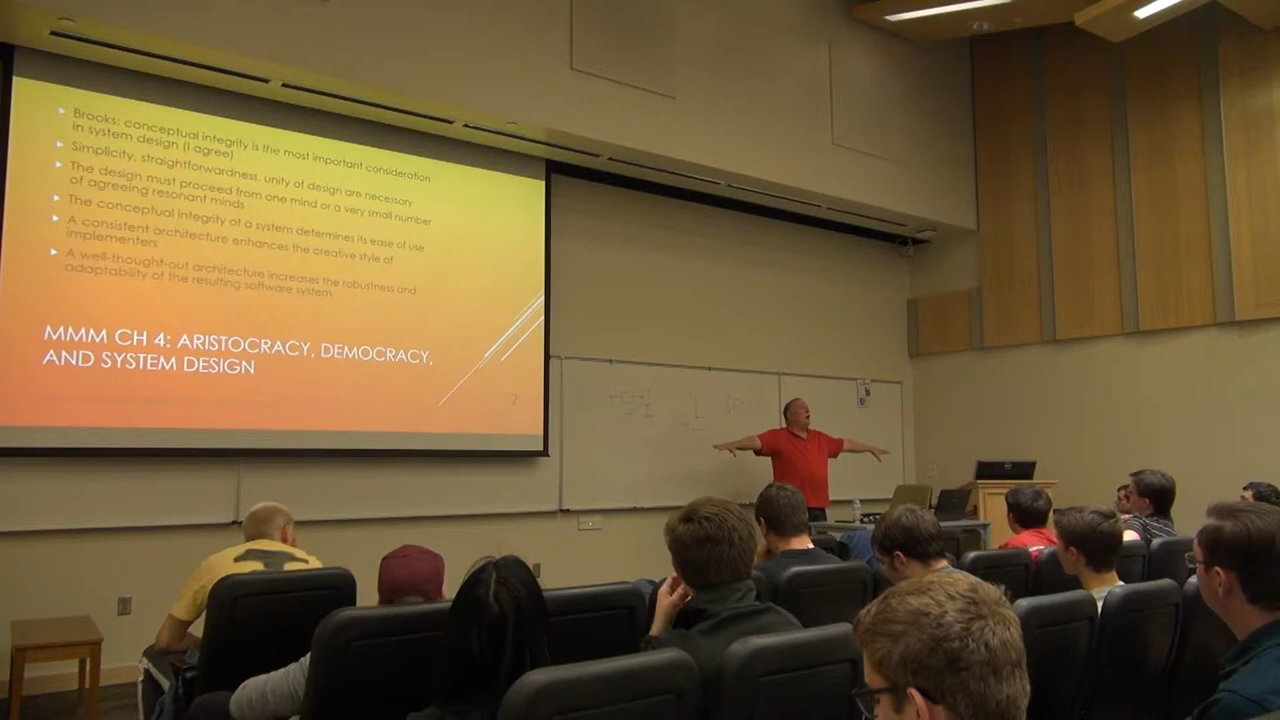 Brooks: conceptual integrity is the most important consideration
in system design (I agree)
Simplicity, straightforwardness, unity of design are necessary
The design must proceed from one mind or a very small number
of agreeing resonant minds
The conceptual integrity of a system determines its ease of use
A consistent architecture enhances the creative style of
implementers
A well-thought-out architecture increases the robustness and
adaptability of the resulting software system
MMM CH 4: ARISTOCRACY, DEMOCRACY,
AND SYSTEM DESIGN
2